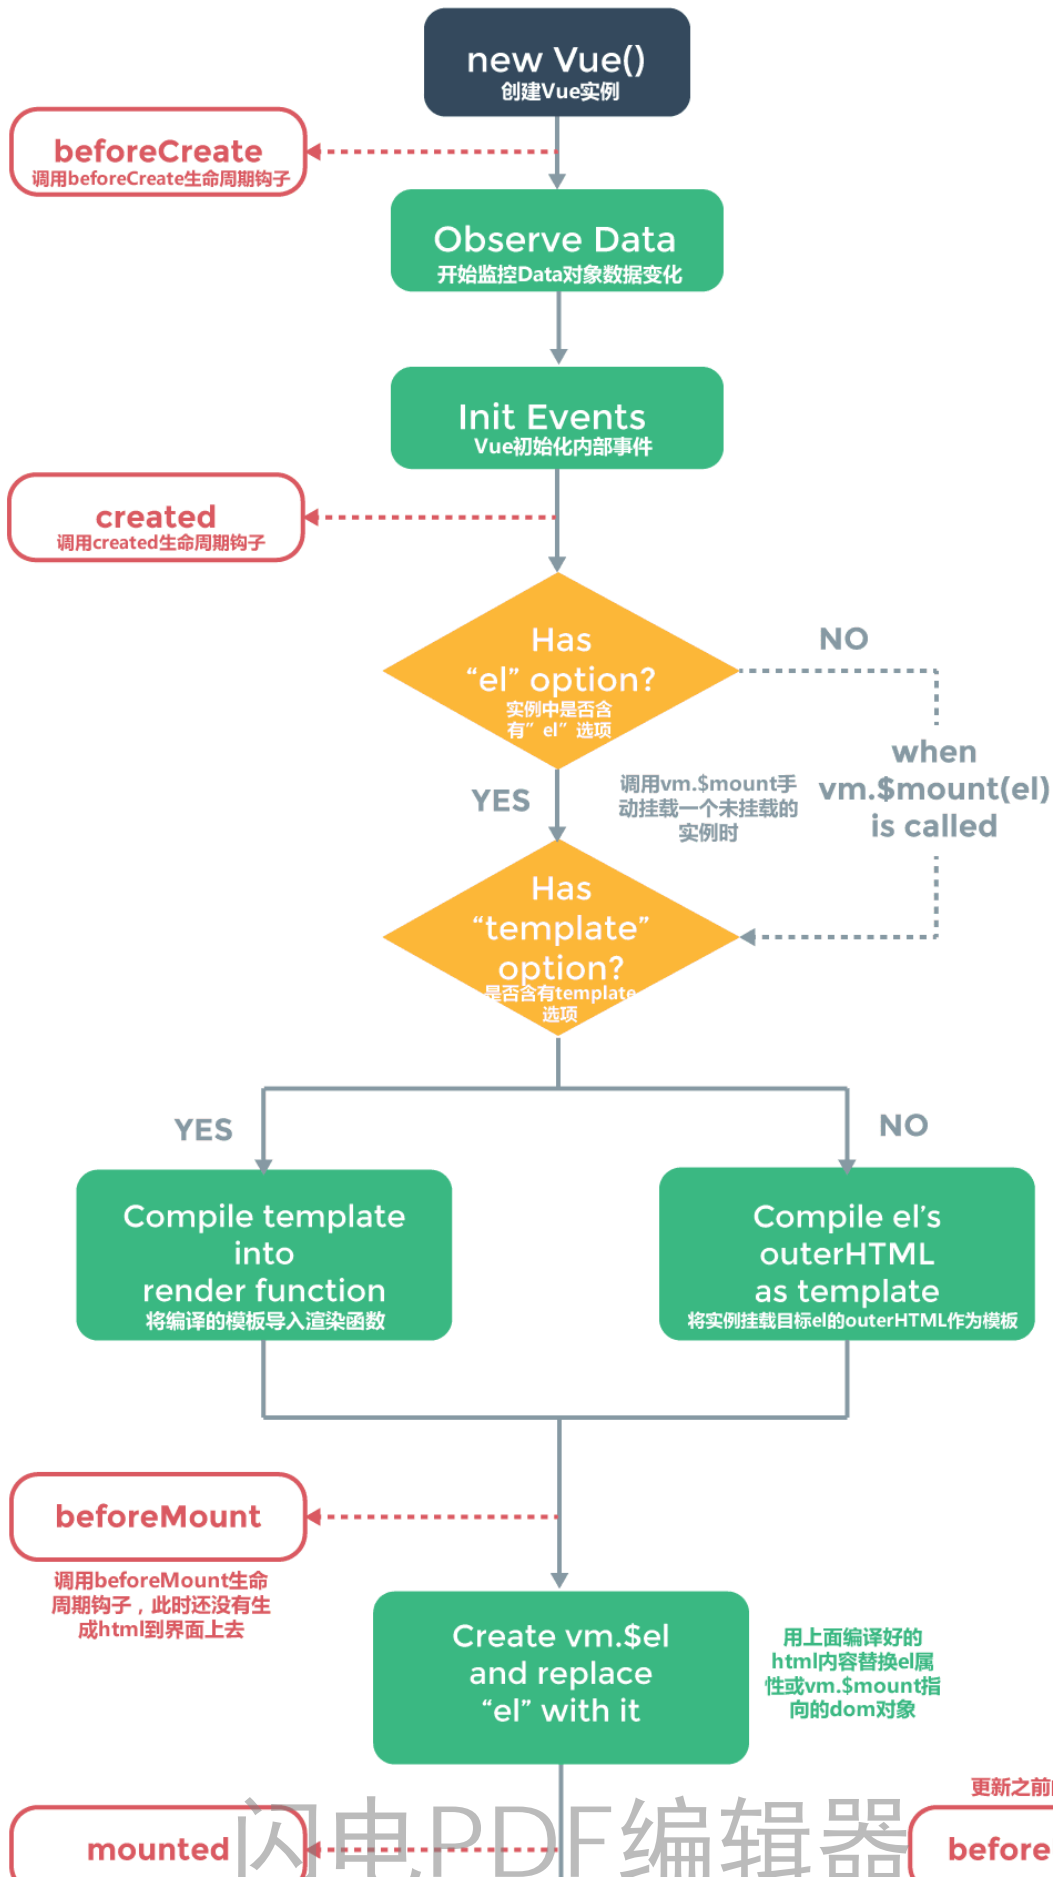 new Vue()
创建Vue实例
beforeCreate
调用beforeCreate生命周期钩子
Observe Data
开始监控Data对象数据变化
Init Events
Vue初始化内部事件
created
调用created生命周期钩子
Has
“el” option?
实例中是否含
有”el”选项
NO
YES
调用vm.$mount手
动挂载一个未挂载的
实例时
when
vm.$mount(el)
is called
Has
“template”
option?
是否含有template
选项
YES
NO
Compile template
into
render function
将编译的模板导入渲染函数
Compile el’s
outerHTML
as template
将实例挂载目标el的outerHTML作为模板
beforeMount
调用beforeMount生命
周期钩子，此时还没有生
成html到界面上去
Create vm.$el
and replace
“el” with it
用上面编译好的
html内容替换el属
性或vm.$mount指
向的dom对象
更新之前
mounted
闪电PDF编辑器
before